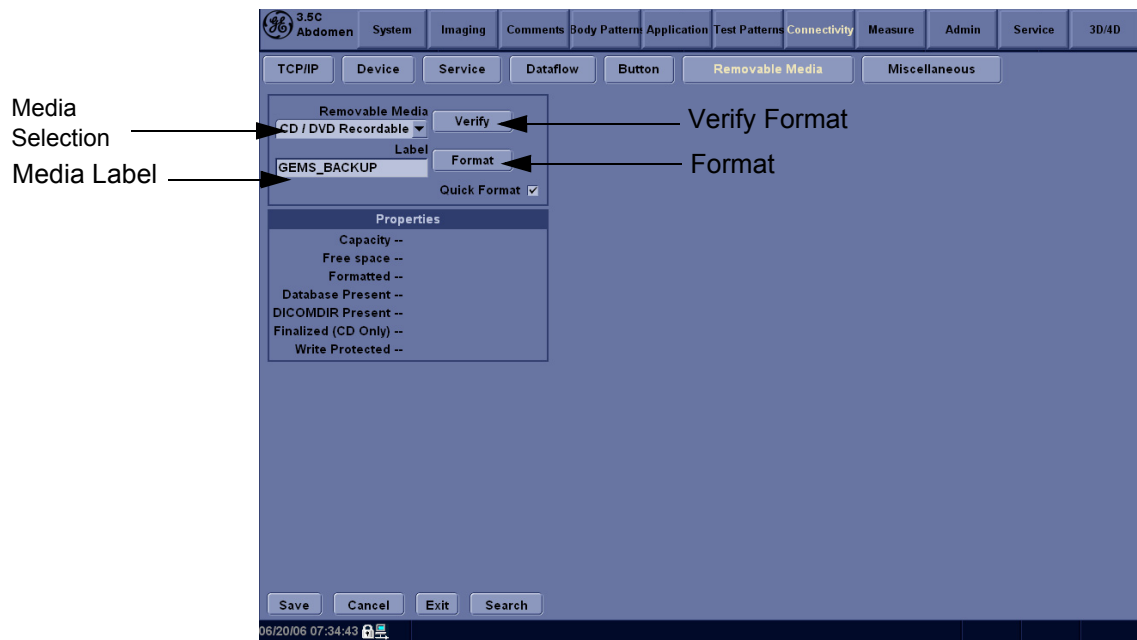 3.5C
Abdomen
System
Imaging
Comments
Body Patterns
Application
Test Patterns
Connectivity
Measure
Admin
Service
3D/4D
TCP/IP
Device
Service
Dataflow
Button
Removable Media
Miscellaneous
Media
Selection
Media Label
Removable Media
CD / DVD Recordable
Verify
Label
GEMS_BACKUP
Format
Quick Format
Verify Format
Format
Properties
Capacity --
Free space --
Formatted --
Database Present --
DICOMDIR Present --
Finalized (CD Only) --
Write Protected --
Save
Cancel
Exit
Search
06/20/06 07:34:43